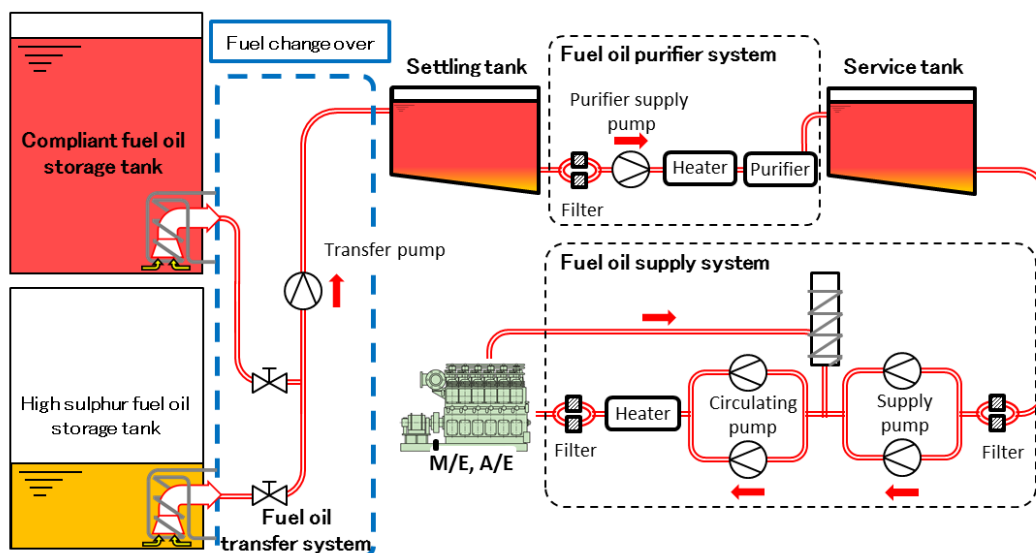 Fuel change over
Compliant fuel oil
storage tank
High sulphur fuel oil
storage tank
Transfer pump
Fuel oil
transfer system
Settling tank
Fuel oil purifier system
Purifier supply
pump
Filter
Heater
Purifier
Service tank
Fuel oil supply system
M/E, A/E
Filter
Heater
Circulating
pump
Supply
pump
Filter